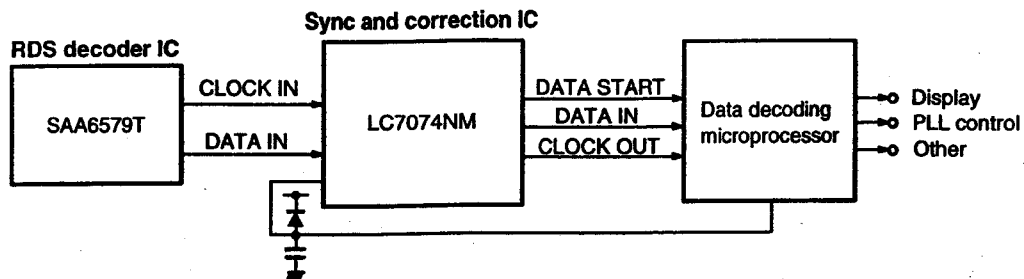 Sync and correction IC
RDS decoder IC
SAA6579T
CLOCK IN
DATA IN
LC7074NM
DATA START
DATA IN
CLOCK OUT
Data decoding
microprocessor
Display
PLL control
Other